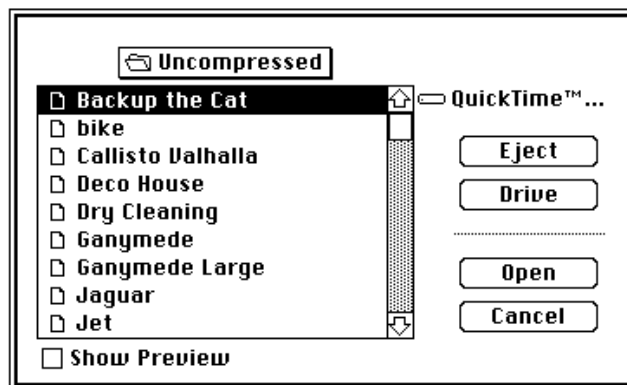 Uncompressed
Backup the Cat
bike
Callisto Valhalla
Deco House
Dry Cleaning
Ganymede
Ganymede Large
Jaguar
Jet
Show Preview
QuickTime™...
Eject
Drive
Open
Cancel